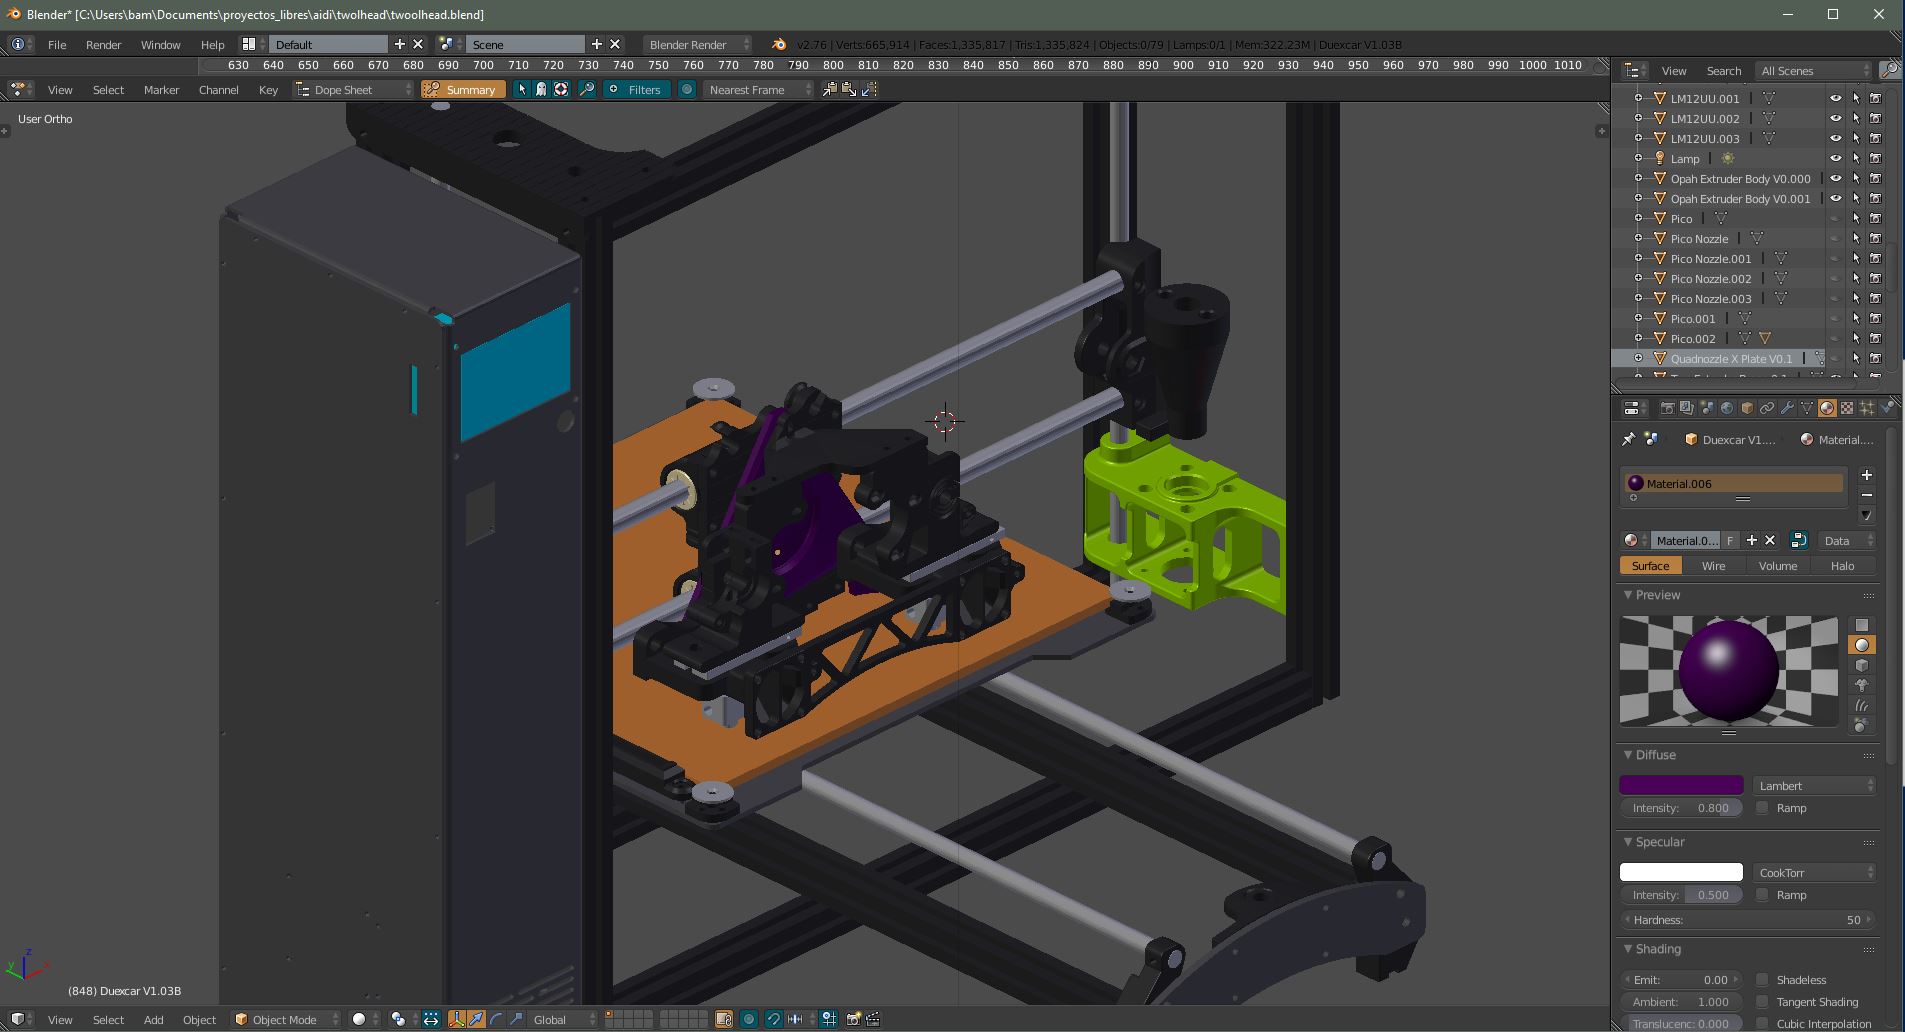 Blender* [C:\Users\bam\Documents\proyectos_libres\aidi\twolhead\twoolhead.blend]
File Render Window Help Default Scene Blender Render v2.76 | Verts:665,914 | Faces:1,335,817 | Tris:1,335,824 | Objects:0/79 | Lamps:0/1 | Mem:322.23M | Duexcar V1.03B
630 640 650 660 670 680 690 700 710 720 730 740 750 760 770 780 790 800 810 820 830 840 850 860 870 880 890 900 910 920 930 940 950 960 970 980 990 1000 1010
View Select Marker Channel Key Dope Sheet Summary Filters Nearest Frame
User Ortho
View Search All Scenes
LM12UU.001
LM12UU.002
LM12UU.003
Lamp
Opah Extruder Body V0.000
Opah Extruder Body V0.001
Pico
Pico Nozzle
Pico Nozzle.001
Pico Nozzle.002
Pico Nozzle.003
Pico.001
Pico.002
Quadnozzle X Plate V0.1
Duexcar V1.... Material....
Material.006
Material.0... F Data
Surface Wire Volume Halo
Preview
Diffuse
Lambert
Intensity: 0.800 Ramp
Specular
CookTorr
Intensity: 0.500 Ramp
Hardness: 50
Shading
Emit: 0.00 Shadeless
Ambient: 1.000 Tangent Shading
Translucenc: 0.000 Cubic Interpolation
z
y
x
(848) Duexcar V1.03B
View Select Add Object Object Mode Global